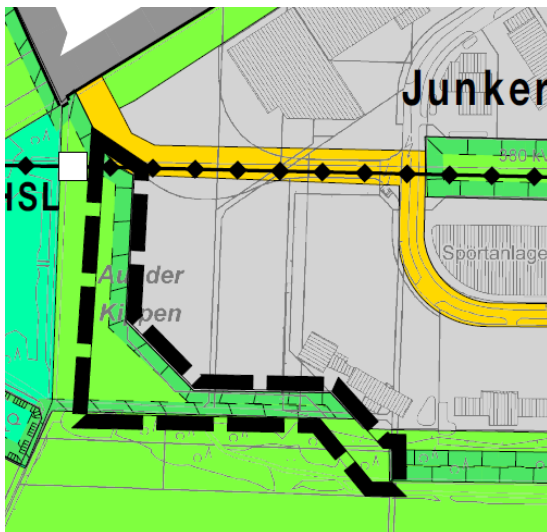 Junker
380 kV
HSL
Sportanlage
Auf der
Kippen